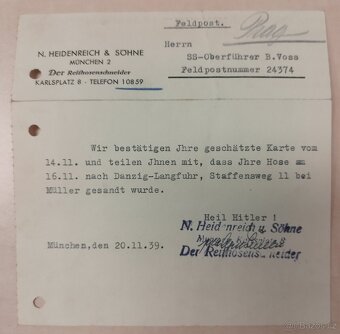 Feldpost.
Prag
N. HEIDENREICH & SÖHNE
MÜNCHEN 2
Der Reithosenschneider
KARLSPLATZ 8 · TELEFON 10859
Herrn
SS-Oberführer B. Voss
Feldpostnummer 24374
Wir bestätigen Jhre geschätzte Karte vom
14.11. und teilen Jhnen mit, dass Jhre Hose am
16.11. nach Danzig-Langfuhr, Staffensweg 11 bei
Müller gesandt wurde.
Heil Hitler !
N. Heidenreich u. Söhne
München, den 20.11.39.
Der Reithosenschneider